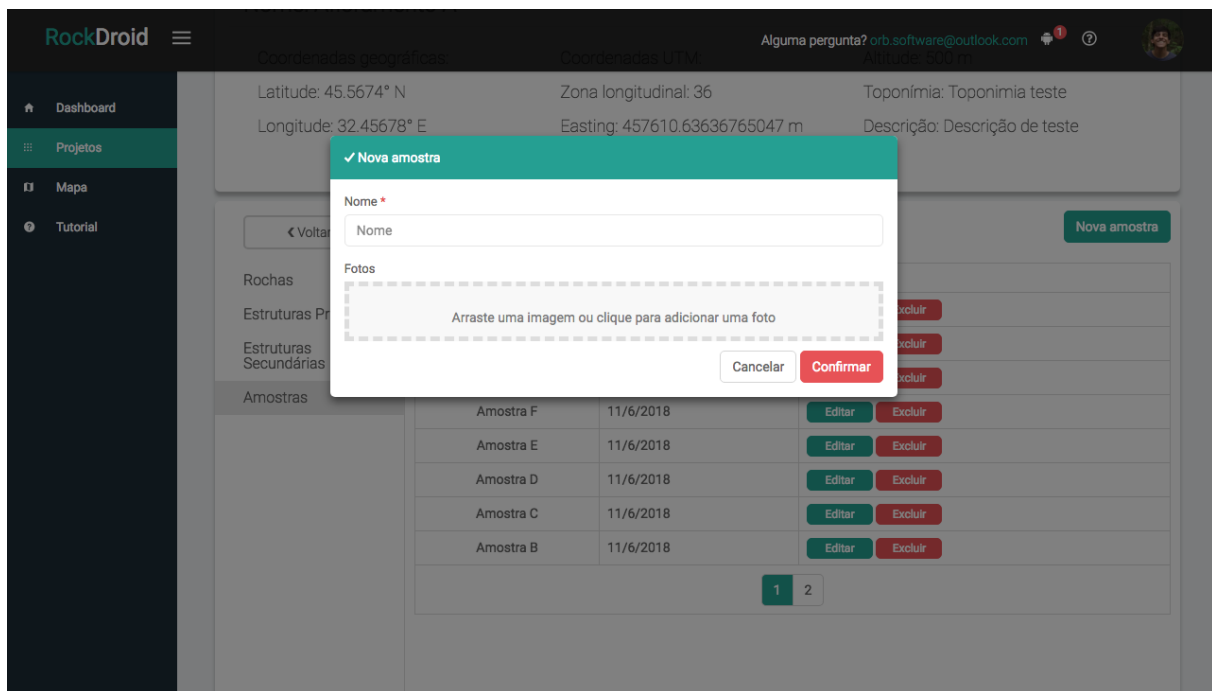 RockDroid
Alguma pergunta? orb.software@outlook.com 1
Coordenadas geográficas:
Coordenadas UTM:
Altitude: 500 m
Latitude: 45.5674° N
Zona longitudinal: 36
Toponímia: Toponimia teste
Longitude: 32.45678° E
Easting: 457610.63636765047 m
Descrição: Descrição de teste
Dashboard
Projetos
Mapa
Tutorial
Nova amostra
Nome *
Nome
Fotos
Arraste uma imagem ou clique para adicionar uma foto
Cancelar
Confirmar
Voltar
Nova amostra
Rochas
Estruturas Pr
Estruturas
Secundárias
Amostras
xcluir
xcluir
xcluir
Amostra F 11/6/2018 Editar Excluir
Amostra E 11/6/2018 Editar Excluir
Amostra D 11/6/2018 Editar Excluir
Amostra C 11/6/2018 Editar Excluir
Amostra B 11/6/2018 Editar Excluir
1 2